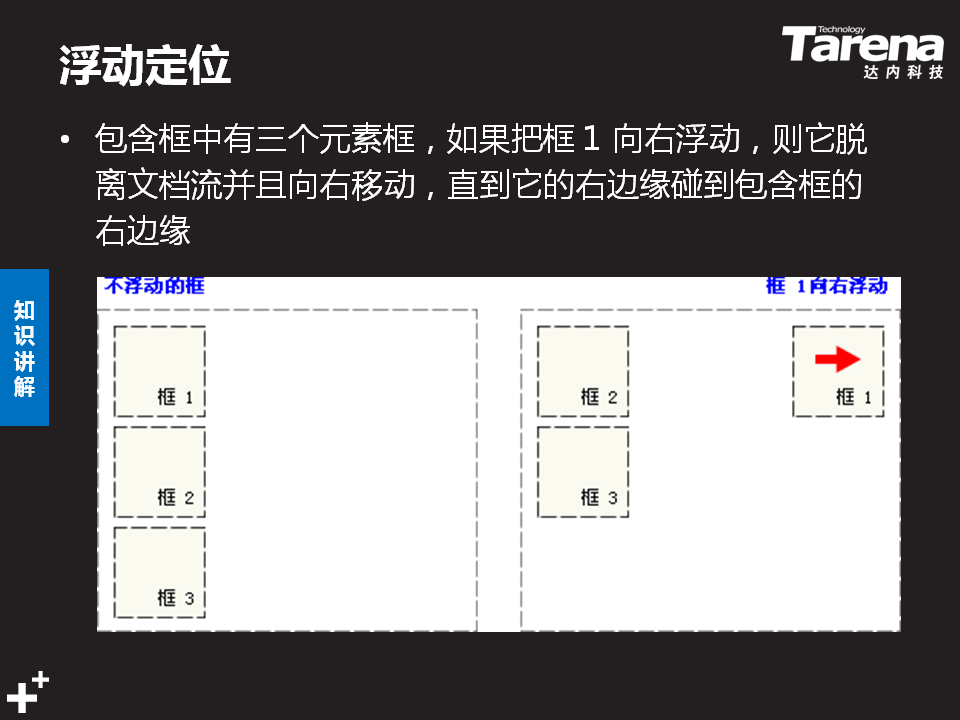 浮动定位
Technology
Tarena
达内科技
• 包含框中有三个元素框，如果把框1 向右浮动，则它脱
离文档流并且向右移动，直到它的右边缘碰到包含框的
右边缘
知识讲解
不浮动的框
框 1向右浮动
框 1
框 2
框 3
框 2
框 1
框 3